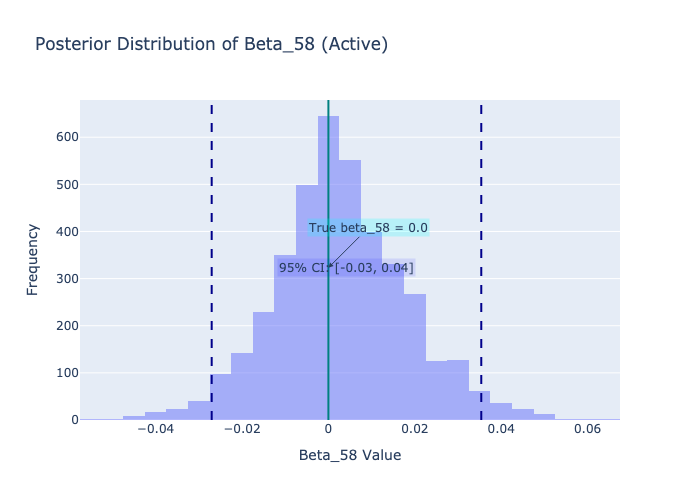 Posterior Distribution of Beta_58 (Active)
600
500
400
300
200
100
0
Frequency
True beta_58 = 0.0
95% CI: [-0.03, 0.04]
−0.04
−0.02
0
0.02
0.04
0.06
Beta_58 Value